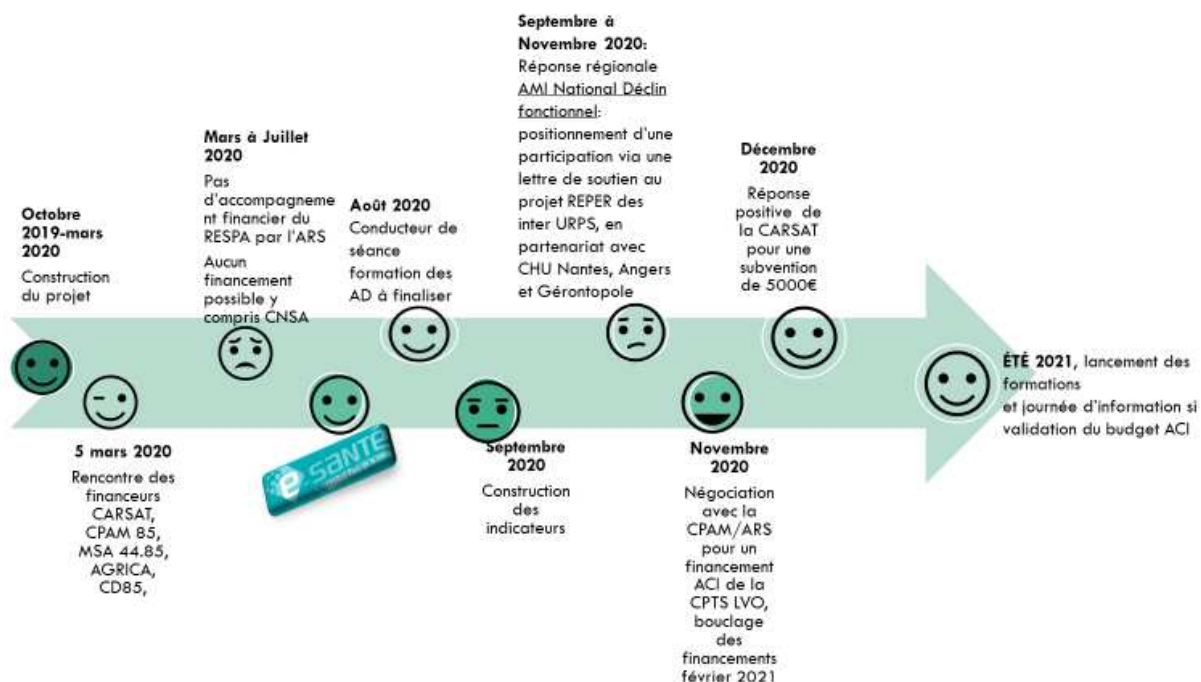 Octobre
2019-mars
2020
Construction
du projet
5 mars 2020
Rencontre des
financeurs
CARSAT,
CPAM 85,
MSA 44.85,
AGRICA,
CD85,
Mars à Juillet
2020
Pas
d'accompagneme
nt financier du
RESPA par l'ARS
Aucun
financement
possible y
compris CNSA
e-santé
Août 2020
Conducteur de
séance
formation des
AD à finaliser
Septembre
2020
Construction
des
indicateurs
Septembre à
Novembre 2020:
Réponse régionale
AMI National Déclin
fonctionnel:
positionnement d'une
participation via une
lettre de soutien au
projet REPER des
inter URPS, en
partenariat avec
CHU Nantes, Angers
et Gérontopole
Novembre
2020
Négociation
avec la
CPAM/ARS
pour un
financement
ACI de la
CPTS LVO,
bouclage
des
financements
février 2021
Décembre
2020
Réponse
positive de
la CARSAT
pour une
subvention
de 5000€
ÉTÉ 2021, lancement des
formations
et journée d'information si
validation du budget ACI